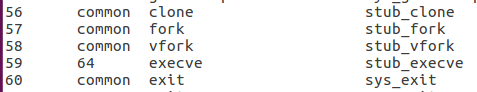 56 common clone stub_clone
57 common fork stub_fork
58 common vfork stub_vfork
59 64 execve stub_execve
60 common exit sys_exit